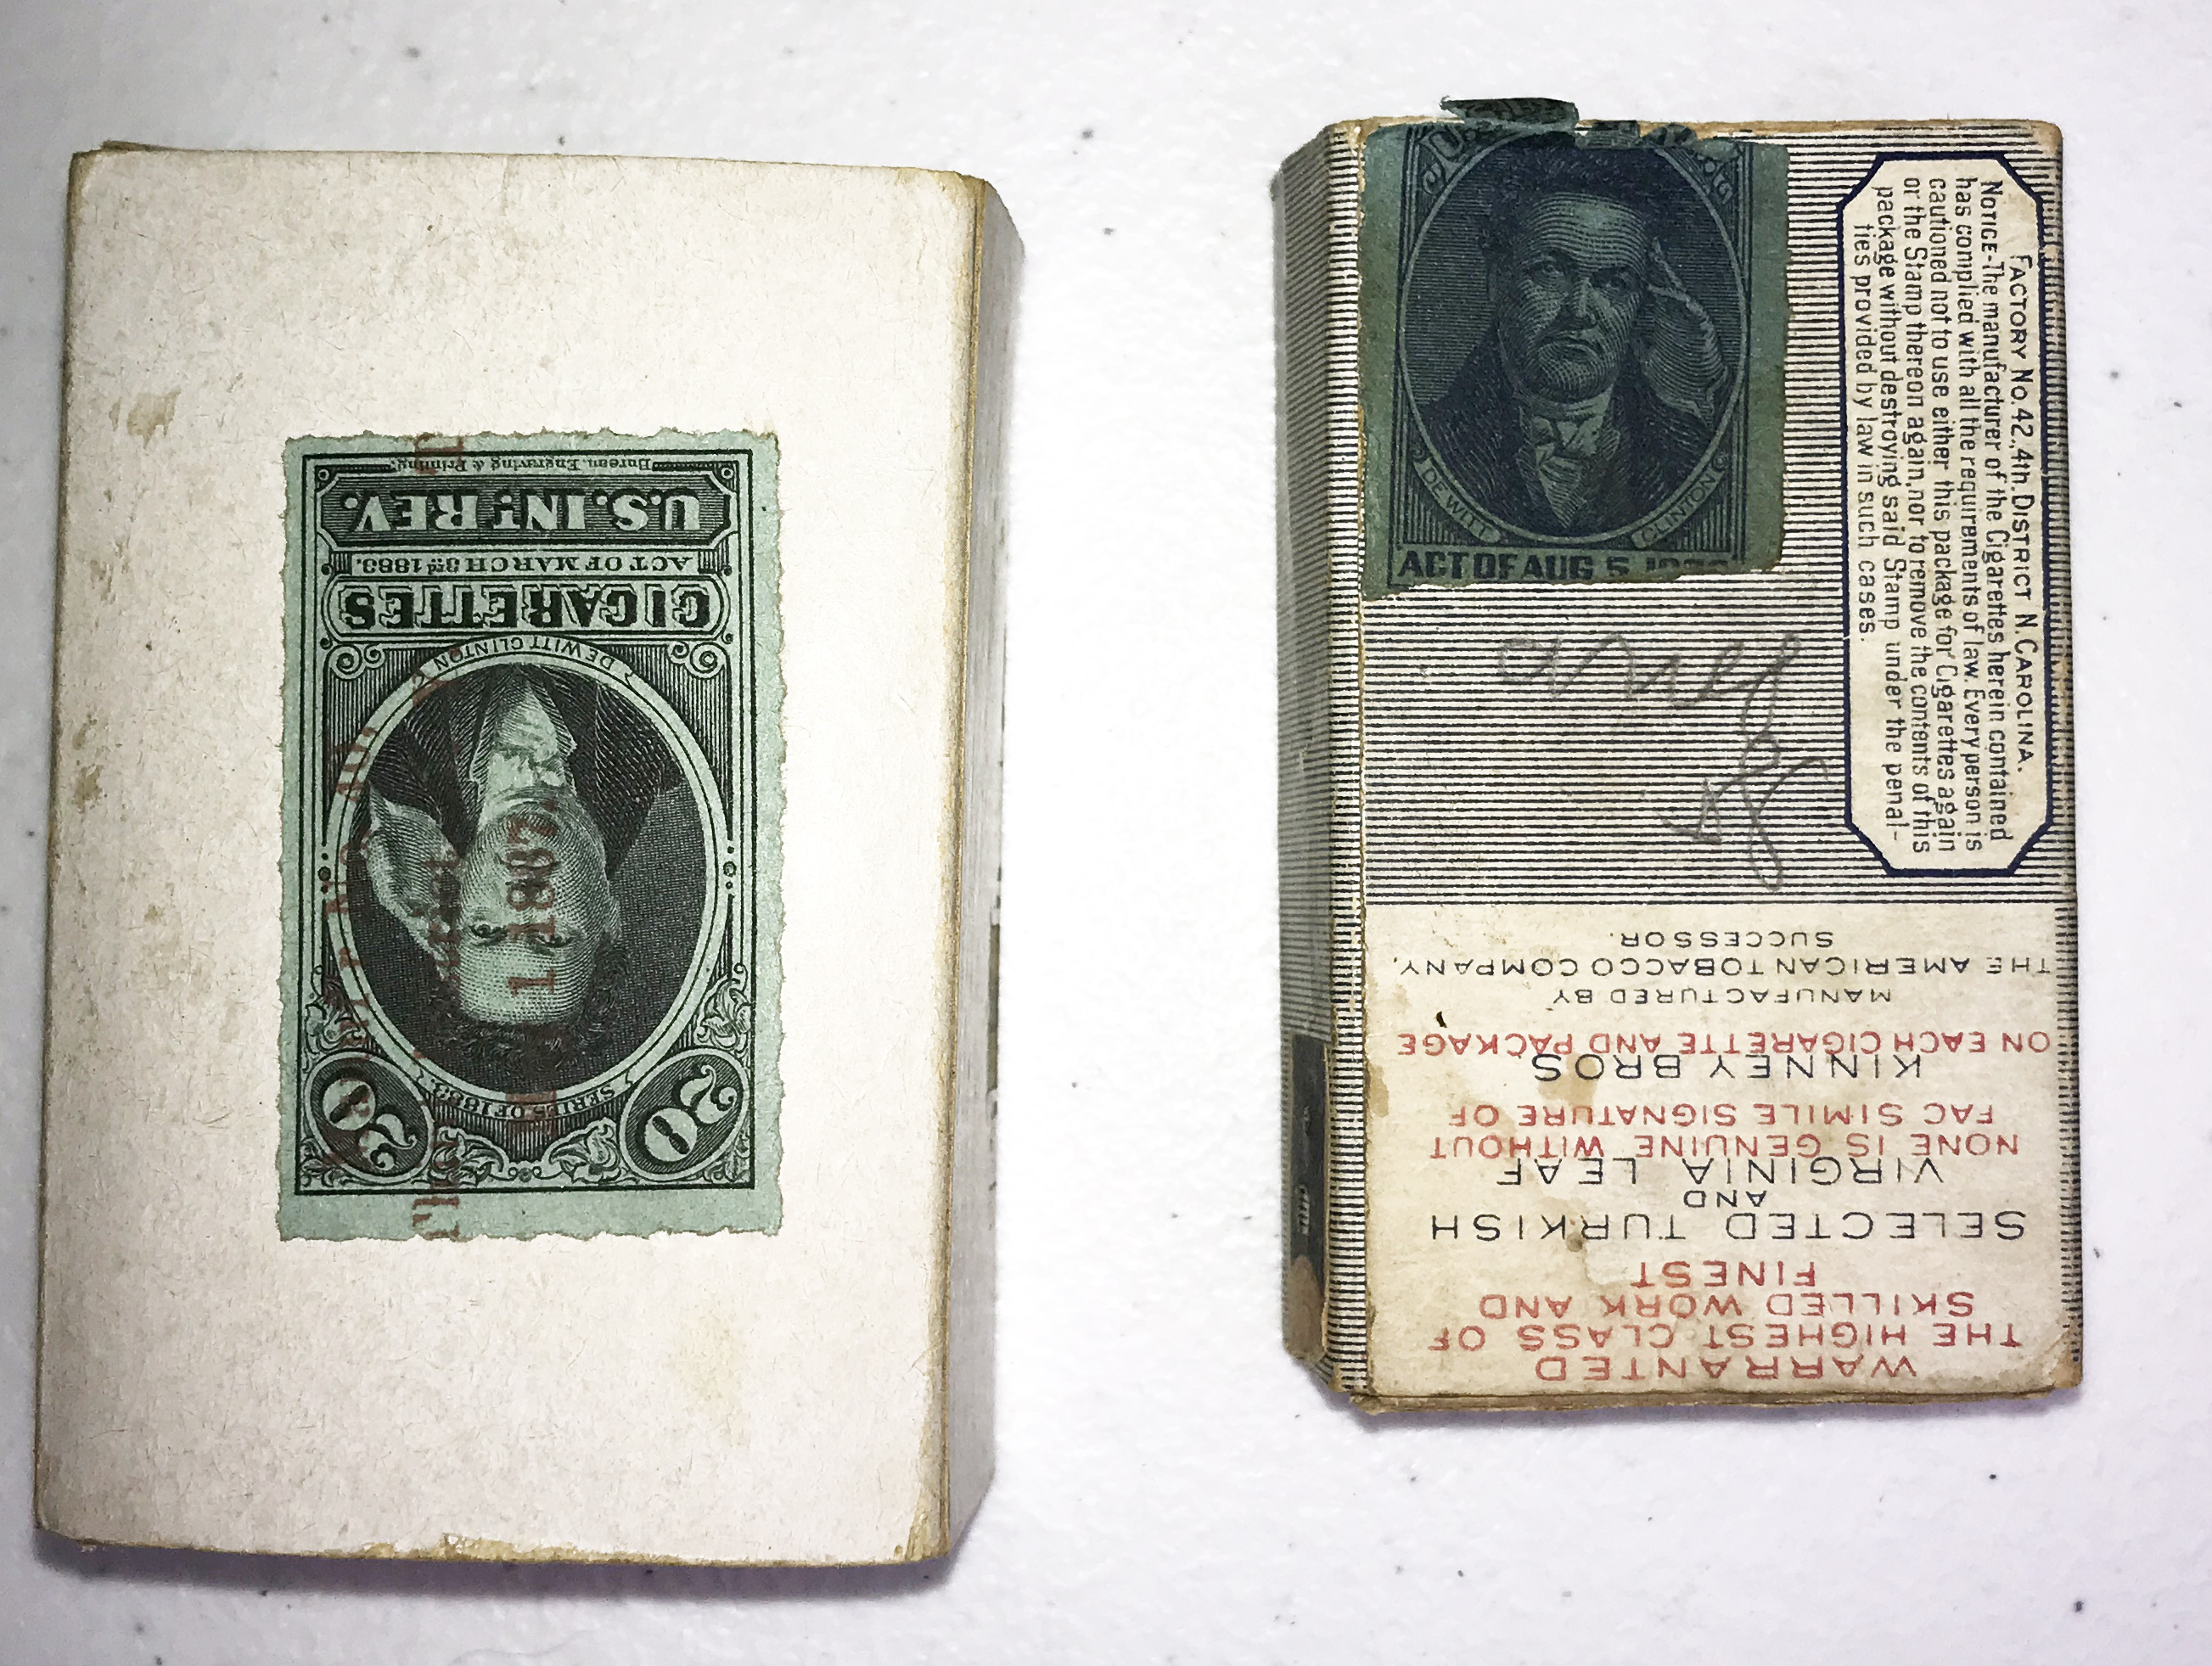 20 20
SERIES OF 1883.
DE WITT CLINTON
CIGARETTES
ACT OF MARCH 3RD 1883.
U.S. INT. REV.
Bureau, Engraving & Printing.
1 1887
DE WITT CLINTON
ACT OF AUG 5,
FACTORY No. 42, 4th. DISTRICT N. CAROLINA.
NOTICE-The manufacturer of the Cigarettes herein contained
has complied with all the requirements of law. Every person is
cautioned not to use either this package for Cigarettes again
or the Stamp thereon again, nor to remove the contents of this
package without destroying said Stamp under the penal-
ties provided by law in such cases.
WARRANTED
THE HIGHEST CLASS OF
SKILLED WORK AND
FINEST
SELECTED TURKISH
AND
VIRGINIA LEAF
NONE IS GENUINE WITHOUT
FAC SIMILE SIGNATURE OF
KINNEY BROS
ON EACH CIGARETTE AND PACKAGE
MANUFACTURED BY
THE AMERICAN TOBACCO COMPANY,
SUCCESSOR.